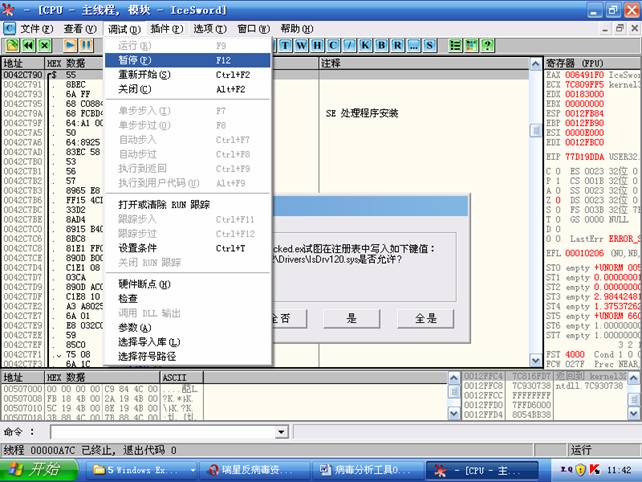 - [CPU - 主线程, 模块 - IceSword]
文件(F) 查看(V) 调试(D) 插件(P) 选项(T) 窗口(W) 帮助(H)
运行(R) F9
暂停(P) F12
重新开始(S) Ctrl+F2
关闭(C) Alt+F2
单步步入(I) F7
单步步过(O) F8
自动步入 Ctrl+F7
自动步过 Ctrl+F8
执行到返回 Ctrl+F9
执行到用户代码(U) Alt+F9
打开或清除 RUN 跟踪
跟踪步入 Ctrl+F11
跟踪步过 Ctrl+F12
设置条件 Ctrl+T
关闭 RUN 跟踪
硬件断点(H)
检查
调用 DLL 输出
参数(A)
选择导入库(L)
选择符号路径
T W H C / K B R ... S
地址 HEX 数据
0042C790 55
0042C791 8BEC
0042C793 6A FF
0042C795 68 C088
0042C79A 68 FCBD4
0042C79F 64:A1 00
0042C7A5
0042C7A6 64:8925
0042C7AD 83EC 58
0042C7B0 53
0042C7B1 56
0042C7B2 57
0042C7B3 8965 E8
0042C7B6 FF15 4C
0042C7BC 33D2
0042C7BE 8AD4
0042C7C0 8915 B4
0042C7C6 8BC8
0042C7C8 81E1 FF
0042C7CE 890D B0
0042C7D4 C1E1 08
0042C7D7 03CA
0042C7D9 890D AC
0042C7DF C1E8 10
0042C7E2 A3 A8025
0042C7E7 6A 01
0042C7E9 E8 032C0
0042C7EE 59
0042C7EF 85C0
0042C7F1 75 08
0042C7F3 6A 1C
注释
SE 处理程序安装
cked.ex试图在注册表中写入如下键值：
\Drivers\IsDrv120.sys是否允许?
全否 是 全是
寄存器 (FPU)
EAX 006491F0 IceSwor
ECX 7C809FF5 kernel3
EDX 00183000
EBX 00000000
ESP 0012FB84
EBP 0012FB90
ESI 0000E000
EDI 0012FBC0
EIP 77D19DDA USER32
C 0 ES 0023 32位 0
P 1 CS 001B 32位 0
A 0 SS 0023 32位 0
Z 0 DS 0023 32位 0
S 0 FS 003B 32位 7
T 0 GS 0000 NULL
D 0
O 0 LastErr ERROR_S
EFL 00010206 (NO,NB,
ST0 empty +UNORM 005
ST1 empty 0.00000000
ST2 empty 0.00000000
ST3 empty 2.98442481
ST4 empty 1.37537262
ST5 empty +UNORM 660
ST6 empty 1.00000000
ST7 empty 1.00000000
3 2 1
FST 4000 Cond 1 0 0
FCW 027F Prec NEAR,
地址 HEX 数据 ASCII
00507000 00 00 00 00 C9 84 4C 00
00507008 FB 18 4B 00 2A 19 4B 00
00507010 5C 19 4B 00 8E 19 4B 00
00507018 3B 88 4C 00 7B 88 4C 00
0012FFC4 7C816FD7 返回到 kernel3
0012FFC8 7C930738 ntdll.7C930738
0012FFCC FFFFFFFF
0012FFD0 7FFD6000
0012FFD4 8054BB38
命令：
线程 00000A7C 已终止, 退出代码 0
运行
开始
5 Windows Ex...
瑞星反病毒资...
病毒分析工具0...
- [CPU - 主...
11:42